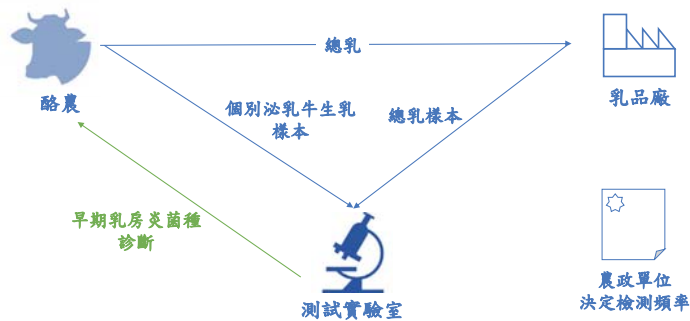 總乳
酪農
乳品廠
個別泌乳牛生乳
樣本
總乳樣本
早期乳房炎菌種
診斷
測試實驗室
農政單位
決定檢測頻率